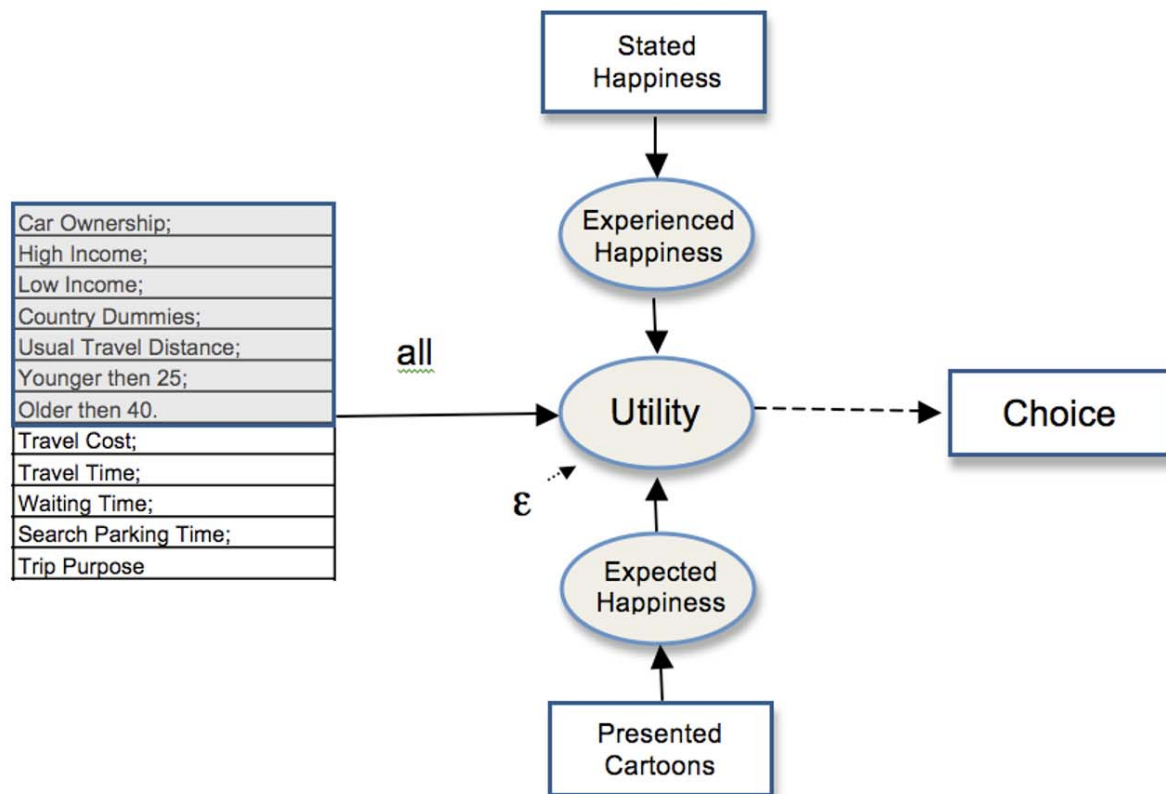 Stated
Happiness
Experienced
Happiness
Car Ownership;
High Income;
Low Income;
Country Dummies;
Usual Travel Distance;
Younger then 25;
Older then 40.
Travel Cost;
Travel Time;
Waiting Time;
Search Parking Time;
Trip Purpose
all
Utility
Choice
ε
Expected
Happiness
Presented
Cartoons